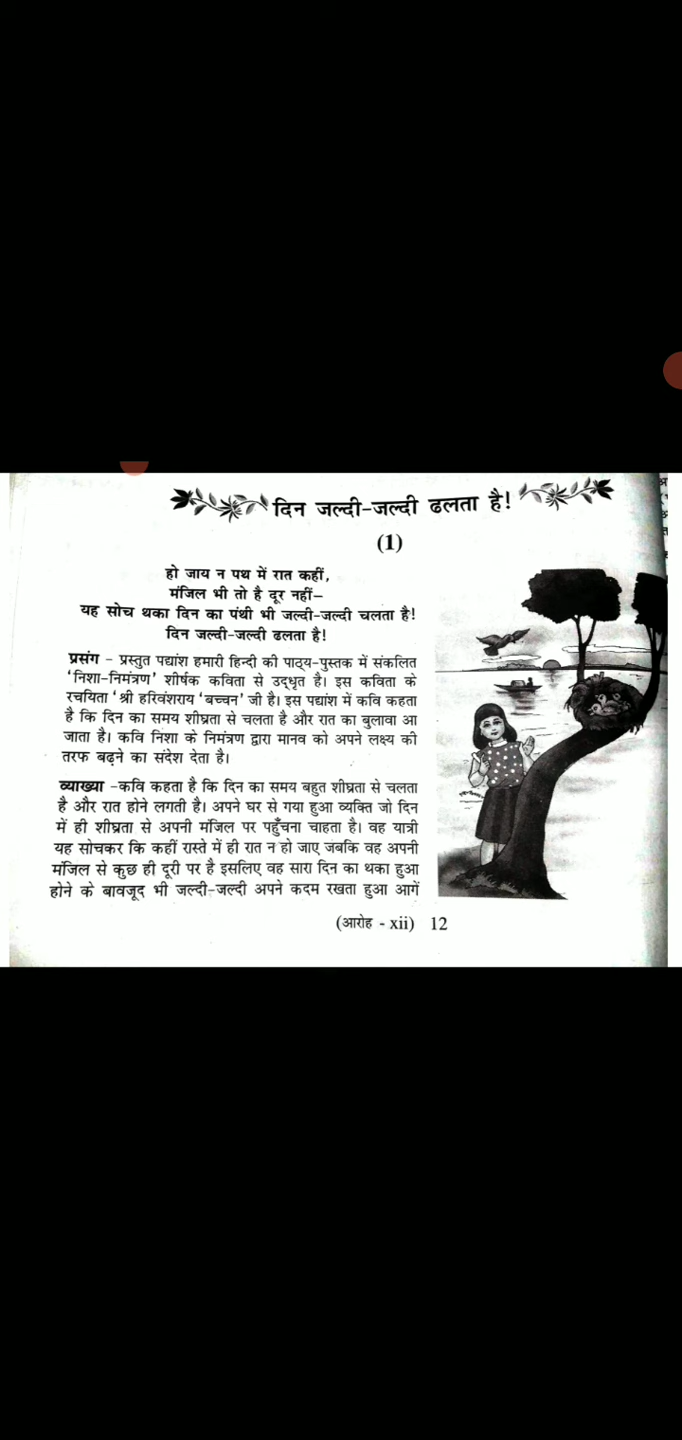 दिन जल्दी-जल्दी ढलता है!
(1)
हो जाय न पथ में रात कहीं,
मंजिल भी तो है दूर नहीं–
यह सोच थका दिन का पंथी भी जल्दी-जल्दी चलता है!
दिन जल्दी-जल्दी ढलता है!
प्रसंग – प्रस्तुत पद्यांश हमारी हिन्दी की पाठ्य-पुस्तक में संकलित
‘निशा-निमंत्रण’ शीर्षक कविता से उद्धृत है। इस कविता के
रचयिता ‘श्री हरिवंशराय ‘बच्चन’ जी है। इस पद्यांश में कवि कहता
है कि दिन का समय शीघ्रता से चलता है और रात का बुलावा आ
जाता है। कवि निशा के निमंत्रण द्वारा मानव को अपने लक्ष्य की
तरफ बढ़ने का संदेश देता है।
व्याख्या –कवि कहता है कि दिन का समय बहुत शीघ्रता से चलता
है और रात होने लगती है। अपने घर से गया हुआ व्यक्ति जो दिन
में ही शीघ्रता से अपनी मंजिल पर पहुँचना चाहता है। वह यात्री
यह सोचकर कि कहीं रास्ते में ही रात न हो जाए जबकि वह अपनी
मंजिल से कुछ ही दूरी पर है इसलिए वह सारा दिन का थका हुआ
होने के बावजूद भी जल्दी-जल्दी अपने कदम रखता हुआ आगें
(आरोह - xii) 12